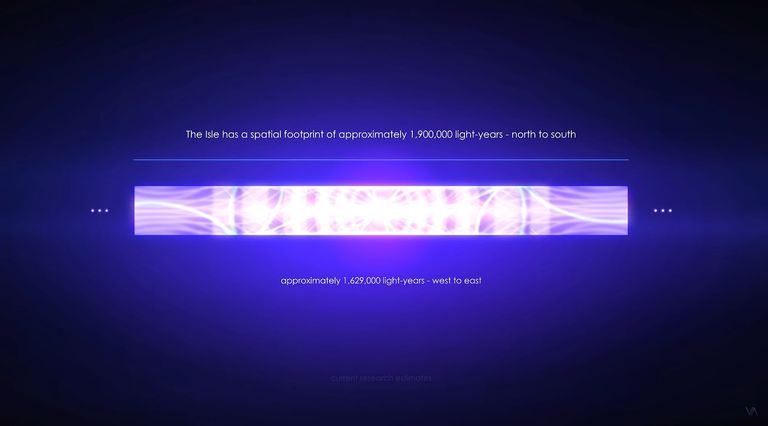 The Isle has a spatial footprint of approximately 1,900,000 light-years - north to south
approximately 1,629,000 light-years - west to east
current research estimates